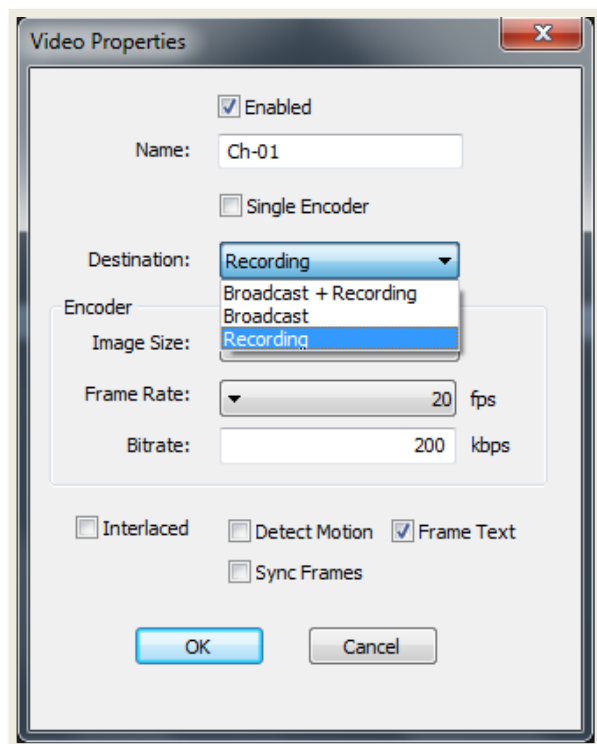 Video Properties
Enabled
Name: Ch-01
Single Encoder
Destination: Recording
Broadcast + Recording
Broadcast
Recording
Encoder
Image Size:
Frame Rate: 20 fps
Bitrate: 200 kbps
Interlaced Detect Motion Frame Text
Sync Frames
OK Cancel